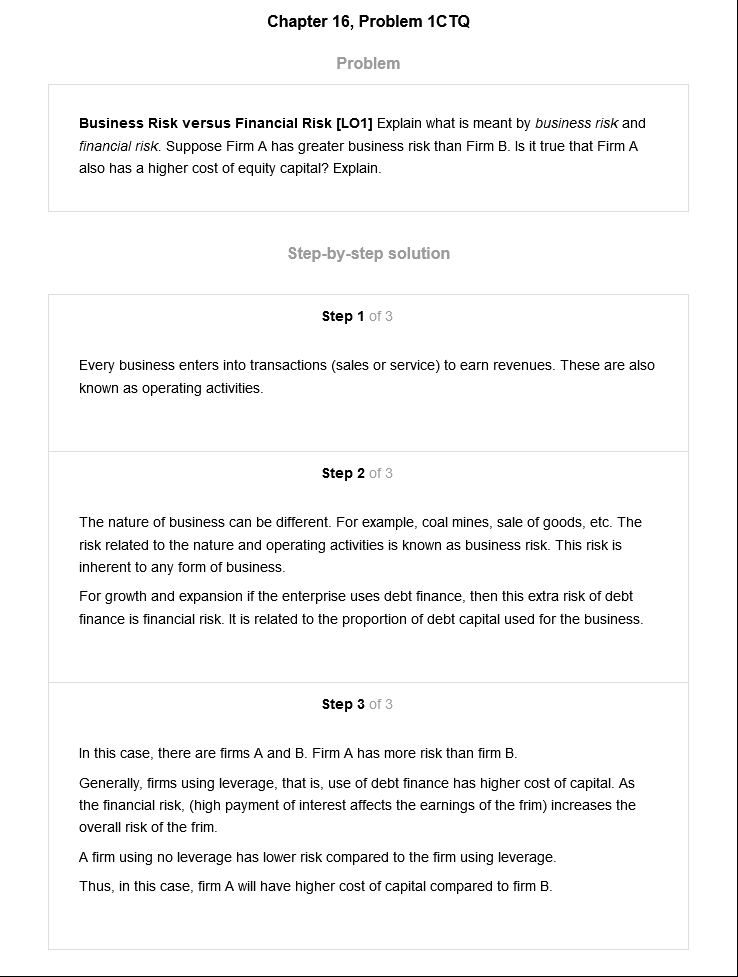 Chapter 16, Problem 1CTQ
Problem
Business Risk versus Financial Risk [LO1] Explain what is meant by business risk and
financial risk. Suppose Firm A has greater business risk than Firm B. Is it true that Firm A
also has a higher cost of equity capital? Explain.
Step-by-step solution
Step 1 of 3
Every business enters into transactions (sales or service) to earn revenues. These are also
known as operating activities.
Step 2 of 3
The nature of business can be different. For example, coal mines, sale of goods, etc. The
risk related to the nature and operating activities is known as business risk. This risk is
inherent to any form of business.
For growth and expansion if the enterprise uses debt finance, then this extra risk of debt
finance is financial risk. It is related to the proportion of debt capital used for the business.
Step 3 of 3
In this case, there are firms A and B. Firm A has more risk than firm B.
Generally, firms using leverage, that is, use of debt finance has higher cost of capital. As
the financial risk, (high payment of interest affects the earnings of the frim) increases the
overall risk of the frim.
A firm using no leverage has lower risk compared to the firm using leverage.
Thus, in this case, firm A will have higher cost of capital compared to firm B.